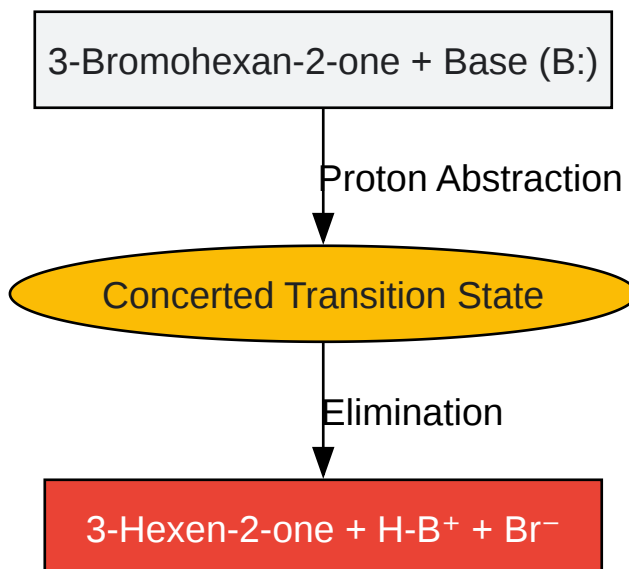 3-Bromohexan-2-one + Base (B:)
Proton Abstraction
Concerted Transition State
Elimination
3-Hexen-2-one + H-B⁺ + Br⁻